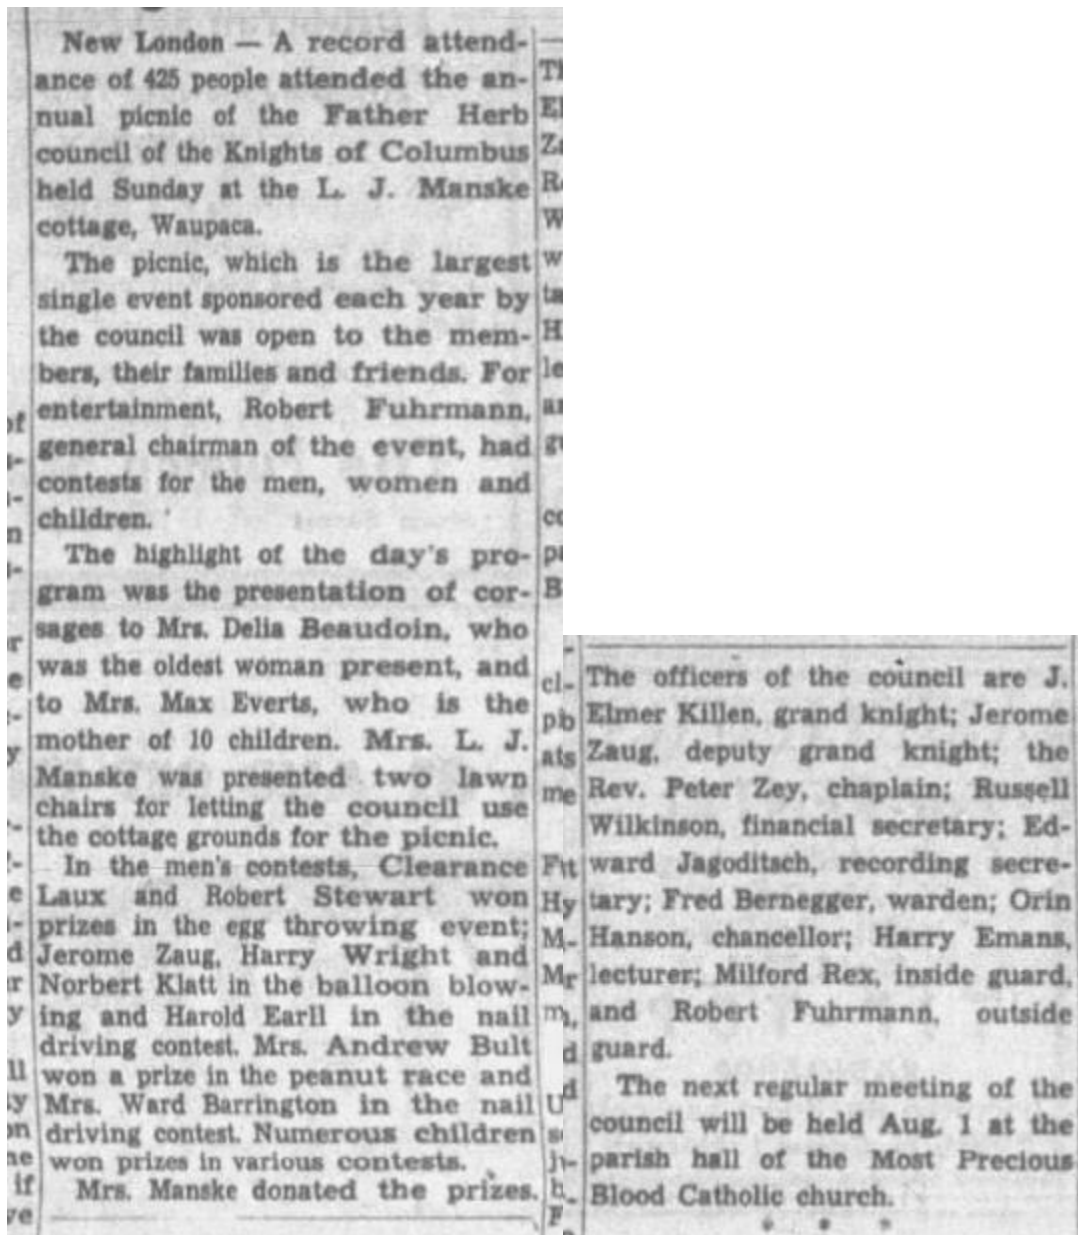 New London — A record attend-
ance of 425 people attended the an-
nual picnic of the Father Herb
council of the Knights of Columbus
held Sunday at the L. J. Manske
cottage, Waupaca.
The picnic, which is the largest
single event sponsored each year by
the council was open to the mem-
bers, their families and friends. For
entertainment, Robert Fuhrmann,
general chairman of the event, had
contests for the men, women and
children.
The highlight of the day's pro-
gram was the presentation of cor-
sages to Mrs. Delia Beaudoin, who
was the oldest woman present, and
to Mrs. Max Everts, who is the
mother of 10 children. Mrs. L. J.
Manske was presented two lawn
chairs for letting the council use
the cottage grounds for the picnic.
In the men's contests, Clearance
Laux and Robert Stewart won
prizes in the egg throwing event;
Jerome Zaug, Harry Wright and
Norbert Klatt in the balloon blow-
ing and Harold Earll in the nail
driving contest. Mrs. Andrew Bult
won a prize in the peanut race and
Mrs. Ward Barrington in the nail
driving contest. Numerous children
won prizes in various contests.
Mrs. Manske donated the prizes.
The officers of the council are J.
Elmer Killen, grand knight; Jerome
Zaug, deputy grand knight; the
Rev. Peter Zey, chaplain; Russell
Wilkinson, financial secretary; Ed-
ward Jagoditsch, recording secre-
tary; Fred Bernegger, warden; Orin
Hanson, chancellor; Harry Emans,
lecturer; Milford Rex, inside guard,
and Robert Fuhrmann, outside
guard.
The next regular meeting of the
council will be held Aug. 1 at the
parish hall of the Most Precious
Blood Catholic church.